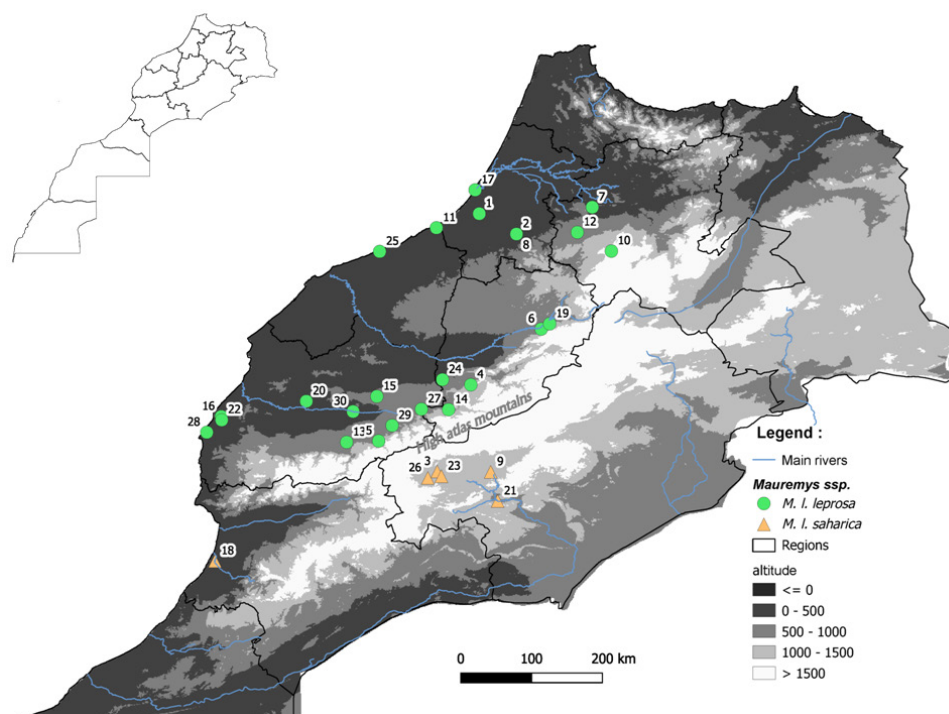 17
1
7
11
2
12
8
25
10
6
19
24
4
20
15
16
22
30
27
14
28
29
135
High atlas mountains
26
3
23
9
21
18
Legend :
Main rivers
Mauremys ssp.
M. l. leprosa
M. l. saharica
Regions
altitude
<= 0
0 - 500
500 - 1000
1000 - 1500
> 1500
0 100 200 km